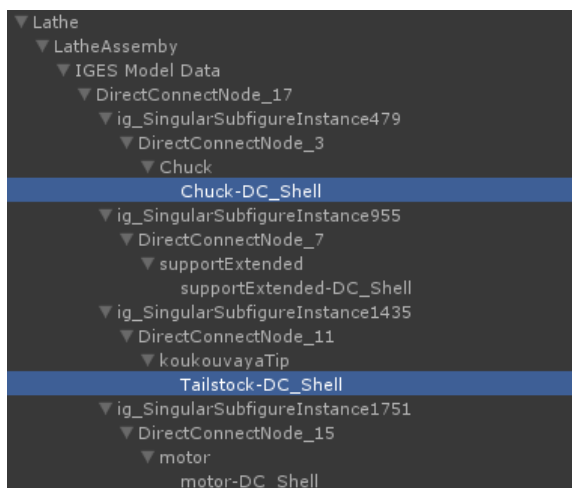 Lathe
LatheAssemby
IGES Model Data
DirectConnectNode_17
ig_SingularSubfigureInstance479
DirectConnectNode_3
Chuck
Chuck-DC_Shell
ig_SingularSubfigureInstance955
DirectConnectNode_7
supportExtended
supportExtended-DC_Shell
ig_SingularSubfigureInstance1435
DirectConnectNode_11
koukouvayaTip
Tailstock-DC_Shell
ig_SingularSubfigureInstance1751
DirectConnectNode_15
motor
motor-DC_Shell